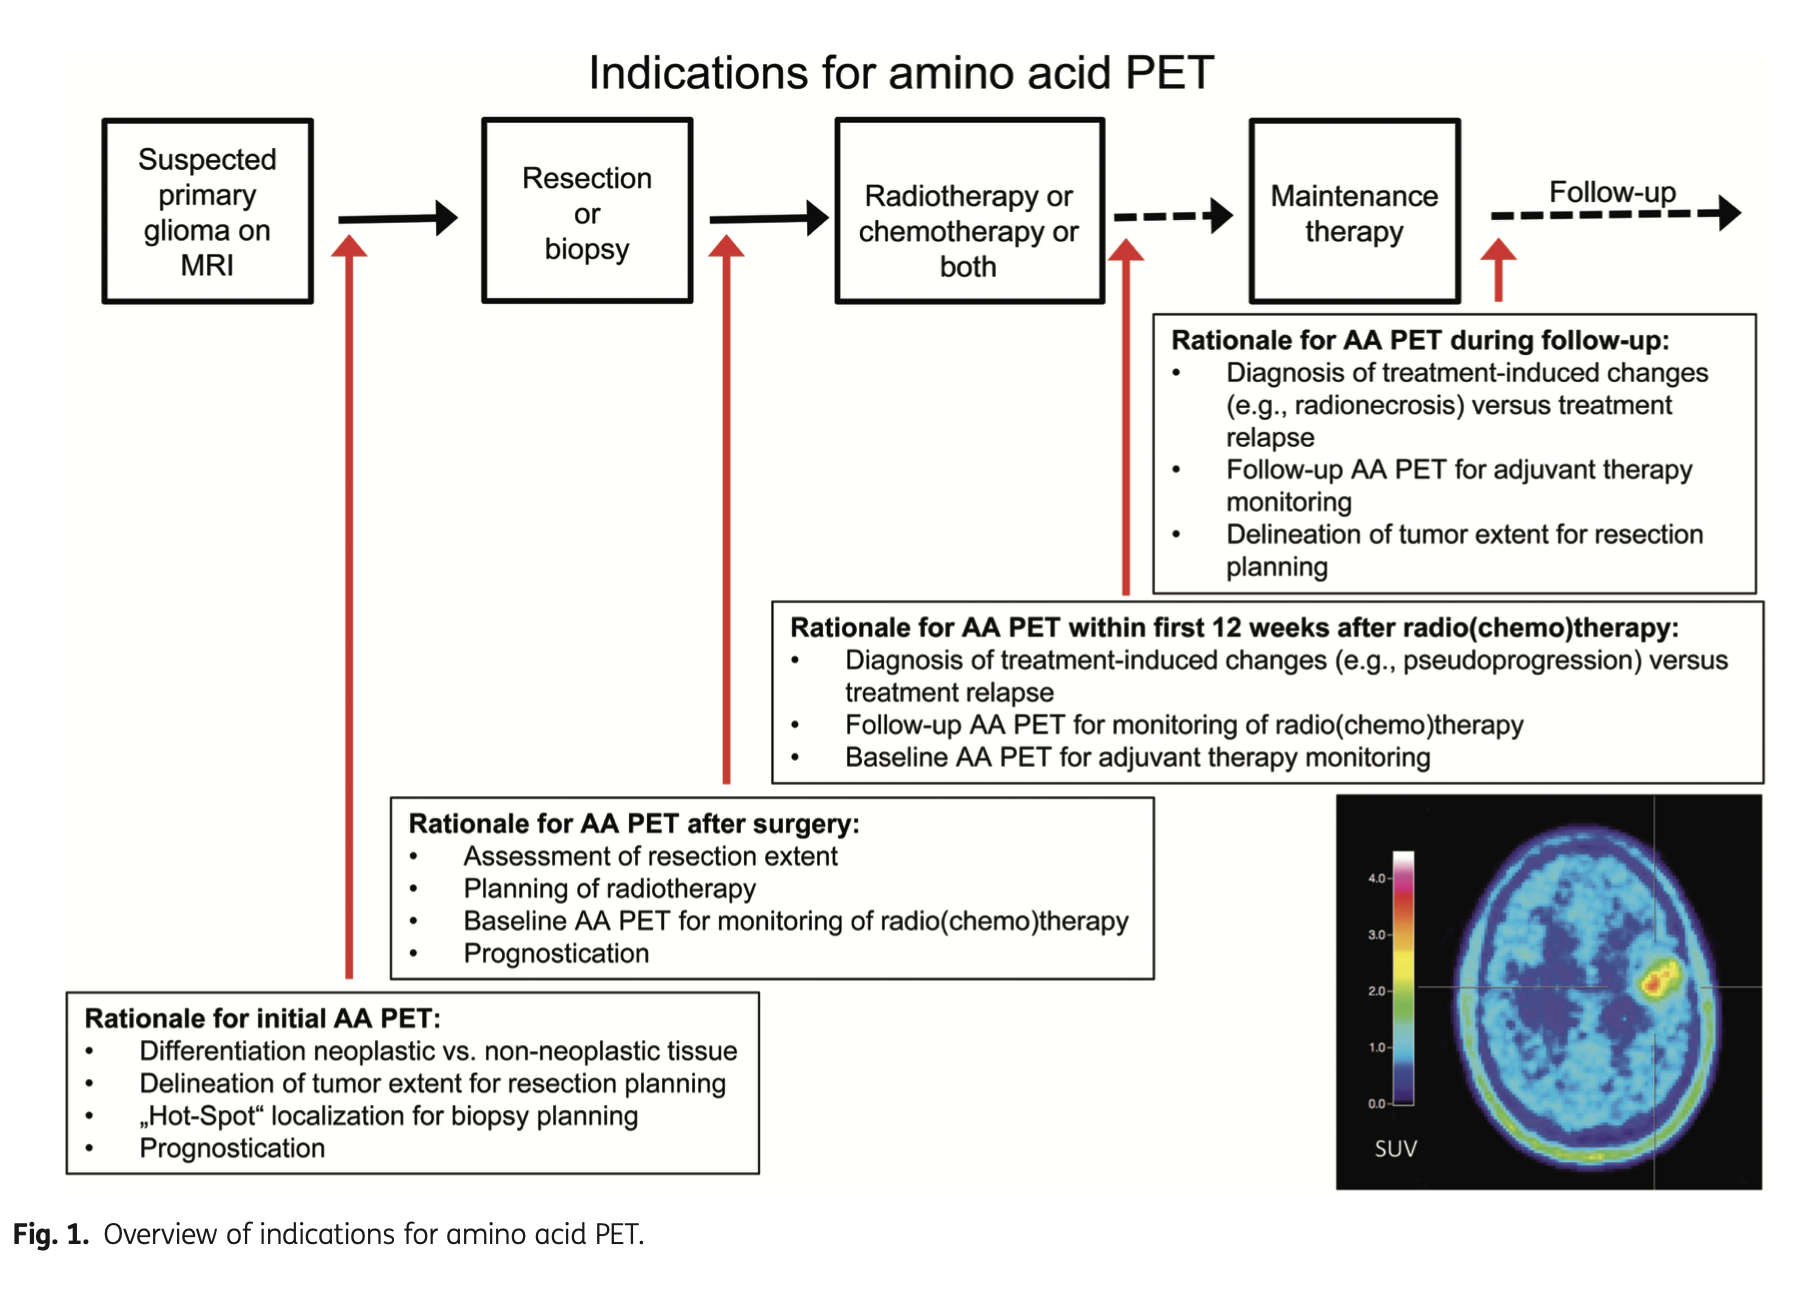 Indications for amino acid PET
Suspected
primary
glioma on
MRI
Resection
or
biopsy
Radiotherapy or
chemotherapy or
both
Maintenance
therapy
Follow-up
Rationale for AA PET during follow-up:
• Diagnosis of treatment-induced changes
(e.g., radionecrosis) versus treatment
relapse
• Follow-up AA PET for adjuvant therapy
monitoring
• Delineation of tumor extent for resection
planning
Rationale for AA PET within first 12 weeks after radio(chemo)therapy:
• Diagnosis of treatment-induced changes (e.g., pseudoprogression) versus
treatment relapse
• Follow-up AA PET for monitoring of radio(chemo)therapy
• Baseline AA PET for adjuvant therapy monitoring
Rationale for AA PET after surgery:
• Assessment of resection extent
• Planning of radiotherapy
• Baseline AA PET for monitoring of radio(chemo)therapy
• Prognostication
Rationale for initial AA PET:
• Differentiation neoplastic vs. non-neoplastic tissue
• Delineation of tumor extent for resection planning
• „Hot-Spot“ localization for biopsy planning
• Prognostication
4.0
3.0
2.0
1.0
0.0
SUV
Fig. 1. Overview of indications for amino acid PET.